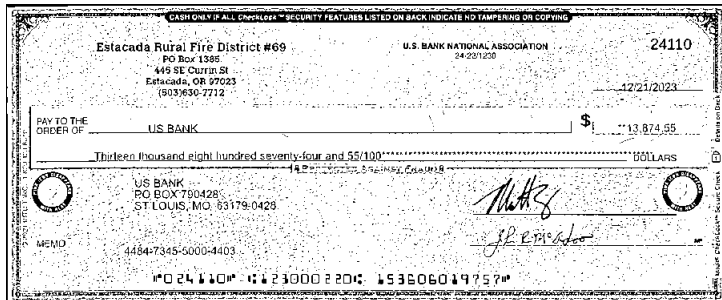 CASH ONLY IF ALL CheckLock™ SECURITY FEATURES LISTED ON BACK INDICATE NO TAMPERING OR COPYING
Estacada Rural Fire District #69
PO Box 1385
445 SE Currin St
Estacada, OR 97023
(503)630-7712
U.S. BANK NATIONAL ASSOCIATION
24-22/1230
24110
12/21/2023
PAY TO THE
ORDER OF US BANK
$ **13,874.55
Thirteen thousand eight hundred seventy-four and 55/100
DOLLARS
US BANK
PO BOX 790428
ST LOUIS, MO 63179-0428
MEMO
4484-7345-5000-4403
⑈024110⑈ ⑆123000220⑆ 153606019757⑈